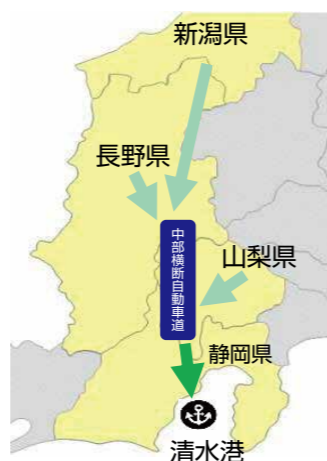 新潟県
長野県
中部横断自動車道
山梨県
静岡県
清水港